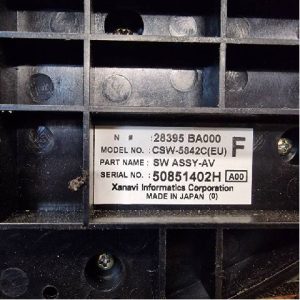 N #  : 28395 BA000 F
MODEL NO. : CSW-5842C(EU)
PART NAME : SW ASSY-AV
SERIAL NO. : 50851402H A00
Xanavi Informatics Corporation
MADE IN JAPAN (0)